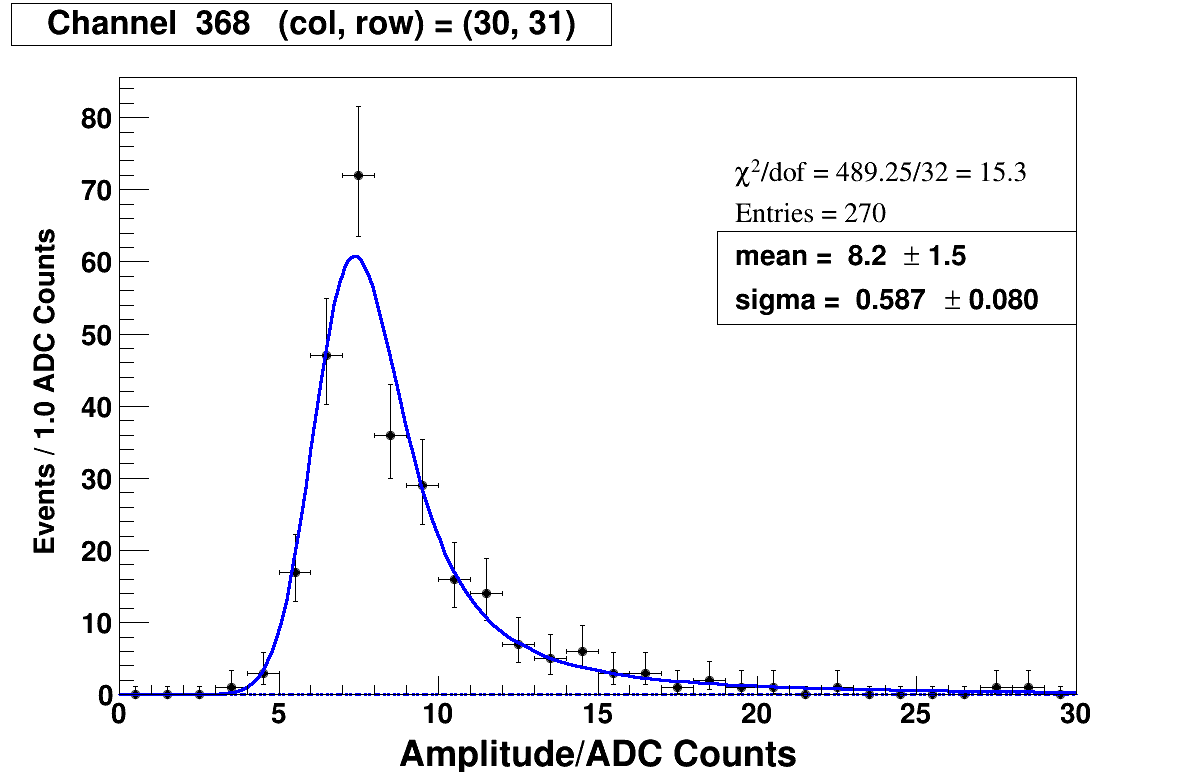 Channel 368 (col, row) = (30, 31)
χ²/dof = 489.25/32 = 15.3
Entries = 270
mean = 8.2 ± 1.5
sigma = 0.587 ± 0.080
Events / 1.0 ADC Counts
80
70
60
50
40
30
20
10
0
0 5 10 15 20 25 30
Amplitude/ADC Counts